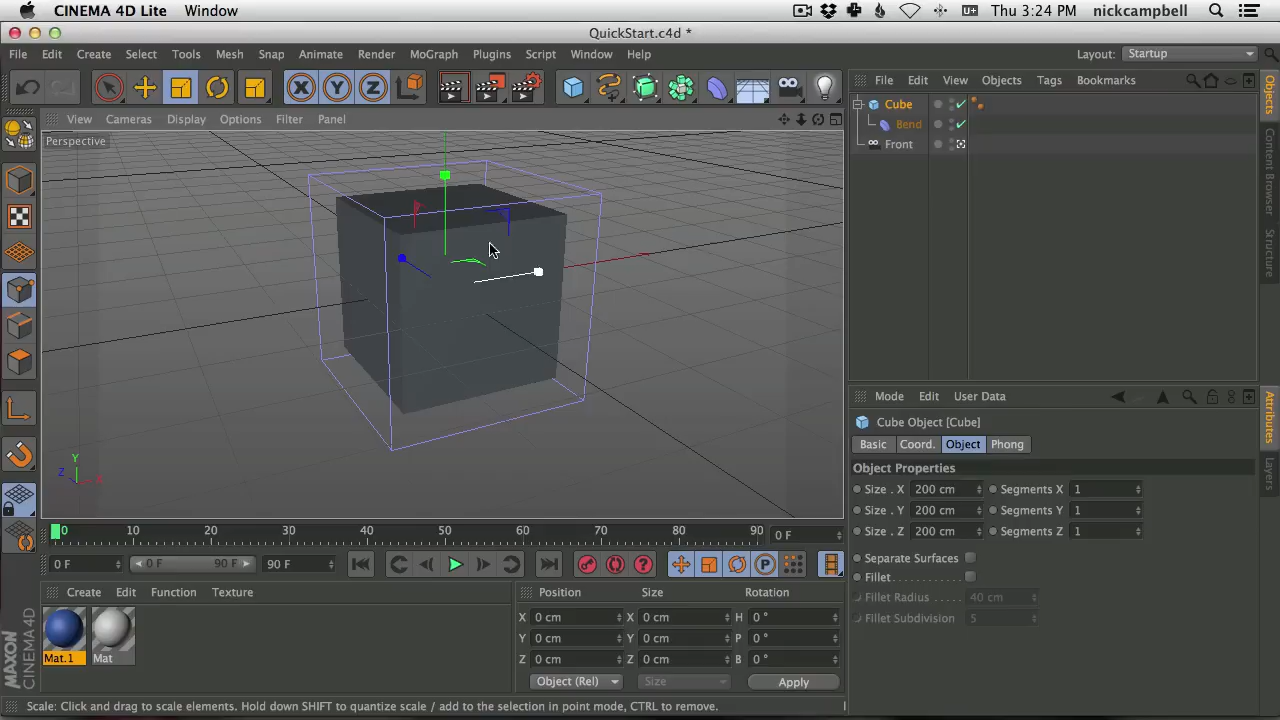 CINEMA 4D Lite Window Thu 3:24 PM nickcampbell
QuickStart.c4d *
File Edit Create Select Tools Mesh Snap Animate Render MoGraph Plugins Script Window Help Layout: Startup
X Y Z
View Cameras Display Options Filter Panel
Perspective
File Edit View Objects Tags Bookmarks
Cube
Bend
Front
Objects
Content Browser
Structure
Mode Edit User Data
Cube Object [Cube]
Basic Coord. Object Phong
Object Properties
Size . X 200 cm Segments X 1
Size . Y 200 cm Segments Y 1
Size . Z 200 cm Segments Z 1
Separate Surfaces
Fillet
Fillet Radius 40 cm
Fillet Subdivision 5
Attributes
Layers
Y
Z X
0 10 20 30 40 50 60 70 80 90 0 F
0 F 0 F 90 F 90 F
Create Edit Function Texture
Mat.1 Mat
Position Size Rotation
X 0 cm X 0 cm H 0 °
Y 0 cm Y 0 cm P 0 °
Z 0 cm Z 0 cm B 0 °
Object (Rel) Size Apply
MAXON
CINEMA 4D
Scale: Click and drag to scale elements. Hold down SHIFT to quantize scale / add to the selection in point mode, CTRL to remove.